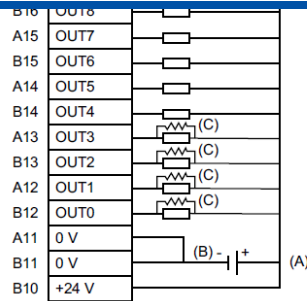 B16 OUT8
A15 OUT7
B15 OUT6
A14 OUT5
B14 OUT4
(C)
A13 OUT3
(C)
B13 OUT2
(C)
A12 OUT1
(C)
B12 OUT0
A11 0 V
(B) - +
B11 0 V (A)
B10 +24 V